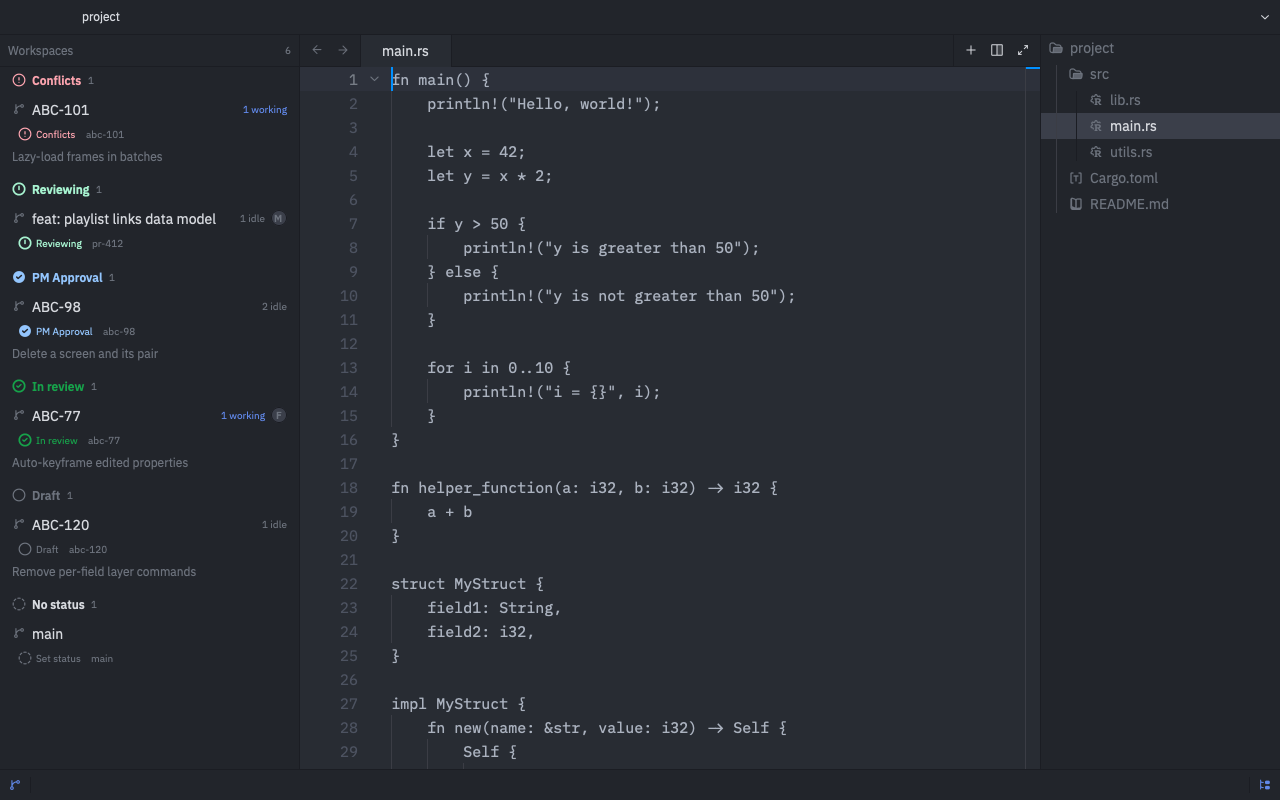 project
Workspaces 6
Conflicts 1
ABC-101 1 working
Conflicts abc-101
Lazy-load frames in batches
Reviewing 1
feat: playlist links data model 1 idle M
Reviewing pr-412
PM Approval 1
ABC-98 2 idle
PM Approval abc-98
Delete a screen and its pair
In review 1
ABC-77 1 working F
In review abc-77
Auto-keyframe edited properties
Draft 1
ABC-120 1 idle
Draft abc-120
Remove per-field layer commands
No status 1
main
Set status main
main.rs
1 fn main() {
2     println!("Hello, world!");
3
4     let x = 42;
5     let y = x * 2;
6
7     if y > 50 {
8         println!("y is greater than 50");
9     } else {
10         println!("y is not greater than 50");
11     }
12
13     for i in 0..10 {
14         println!("i = {}", i);
15     }
16 }
17
18 fn helper_function(a: i32, b: i32) -> i32 {
19     a + b
20 }
21
22 struct MyStruct {
23     field1: String,
24     field2: i32,
25 }
26
27 impl MyStruct {
28     fn new(name: &str, value: i32) -> Self {
29         Self {
project
src
lib.rs
main.rs
utils.rs
Cargo.toml
README.md